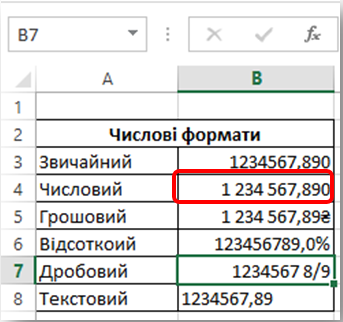 B7 fx
A B
1
2 Числові формати
3 Звичайний 1234567,890
4 Числовий 1 234 567,890
5 Грошовий 1 234 567,89₴
6 Відсоткоий 123456789,0%
7 Дробовий 1234567 8/9
8 Текстовий 1234567,89